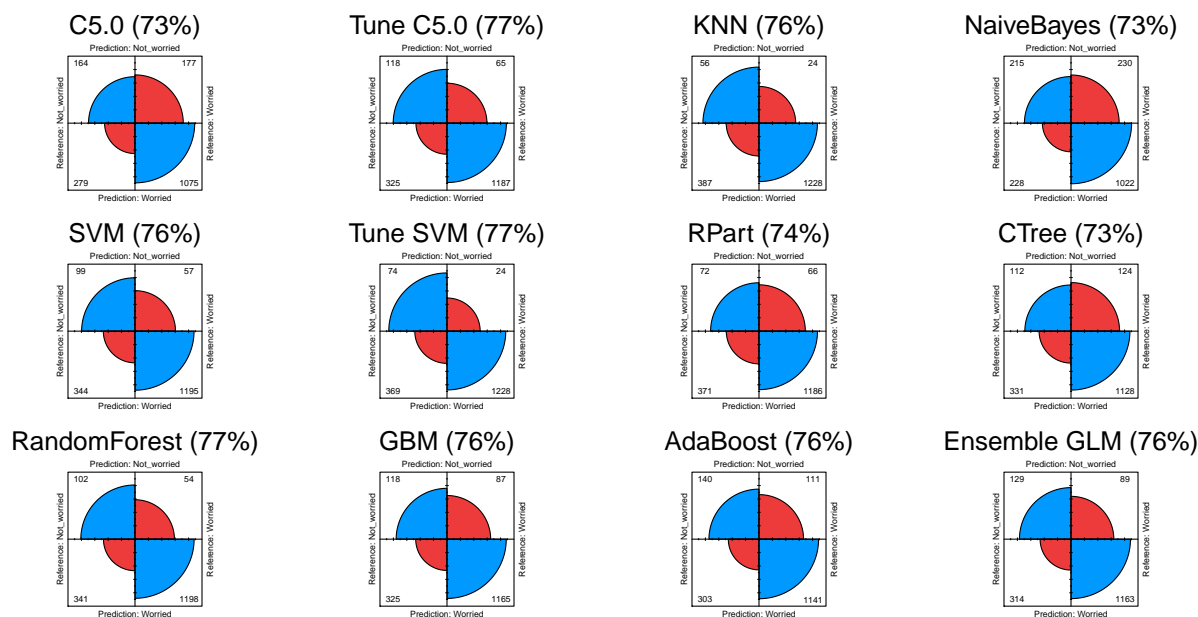 C5.0 (73%)
Prediction: Not_worried
164 177
Reference: Not_worried
Reference: Worried
279 1075
Prediction: Worried
Tune C5.0 (77%)
Prediction: Not_worried
118 65
Reference: Not_worried
Reference: Worried
325 1187
Prediction: Worried
KNN (76%)
Prediction: Not_worried
56 24
Reference: Not_worried
Reference: Worried
387 1228
Prediction: Worried
NaiveBayes (73%)
Prediction: Not_worried
215 230
Reference: Not_worried
Reference: Worried
228 1022
Prediction: Worried
SVM (76%)
Prediction: Not_worried
99 57
Reference: Not_worried
Reference: Worried
344 1195
Prediction: Worried
Tune SVM (77%)
Prediction: Not_worried
74 24
Reference: Not_worried
Reference: Worried
369 1228
Prediction: Worried
RPart (74%)
Prediction: Not_worried
72 66
Reference: Not_worried
Reference: Worried
371 1186
Prediction: Worried
CTree (73%)
Prediction: Not_worried
112 124
Reference: Not_worried
Reference: Worried
331 1128
Prediction: Worried
RandomForest (77%)
Prediction: Not_worried
102 54
Reference: Not_worried
Reference: Worried
341 1198
Prediction: Worried
GBM (76%)
Prediction: Not_worried
118 87
Reference: Not_worried
Reference: Worried
325 1165
Prediction: Worried
AdaBoost (76%)
Prediction: Not_worried
140 111
Reference: Not_worried
Reference: Worried
303 1141
Prediction: Worried
Ensemble GLM (76%)
Prediction: Not_worried
129 89
Reference: Not_worried
Reference: Worried
314 1163
Prediction: Worried